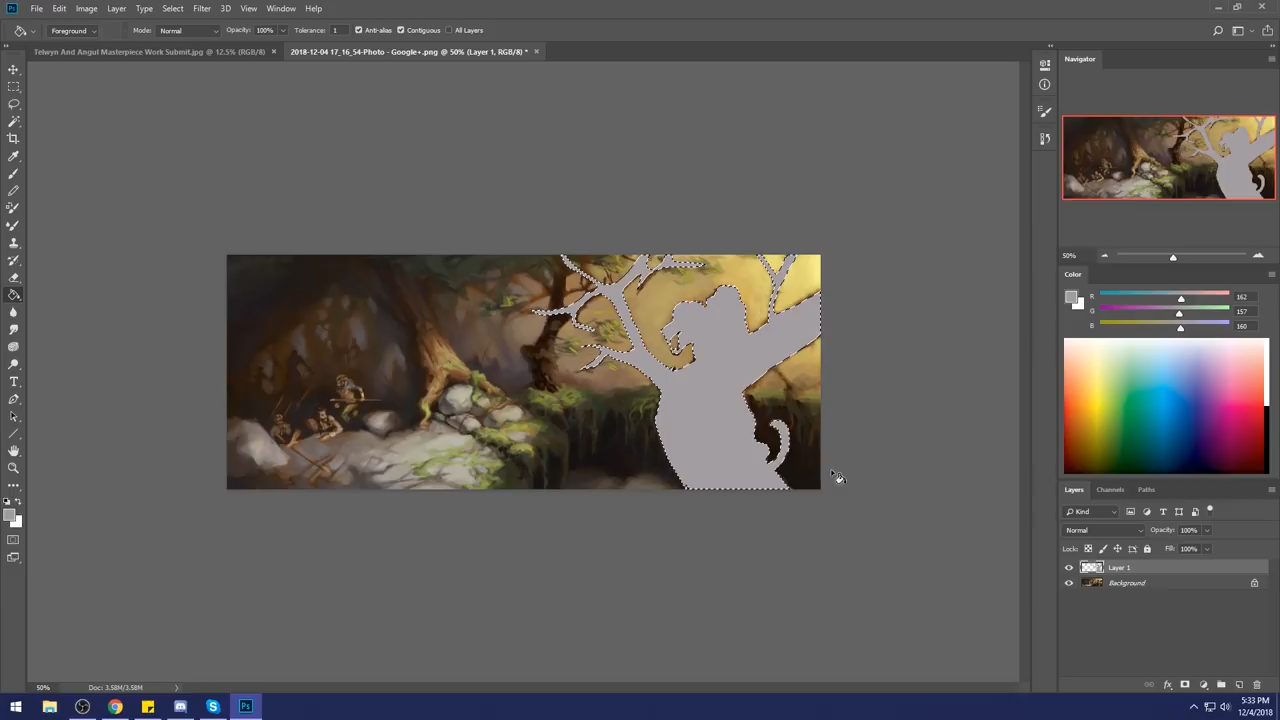 Ps File Edit Image Layer Type Select Filter 3D View Window Help
Foreground Mode: Normal Opacity: 100% Tolerance: 1 Anti-alias Contiguous All Layers
Telwyn And Angul Masterpiece Work Submit.jpg @ 12.5% (RGB/8) × 2018-12-04 17_16_54-Photo - Google+.png @ 50% (Layer 1, RGB/8) * ×
Navigator
50%
Color
R 162
G 157
B 160
Layers Channels Paths
Kind
Normal Opacity: 100%
Lock: Fill: 100%
Layer 1
Background
fx
50% Doc: 3.58M/3.58M
Ps
5:33 PM
12/4/2018